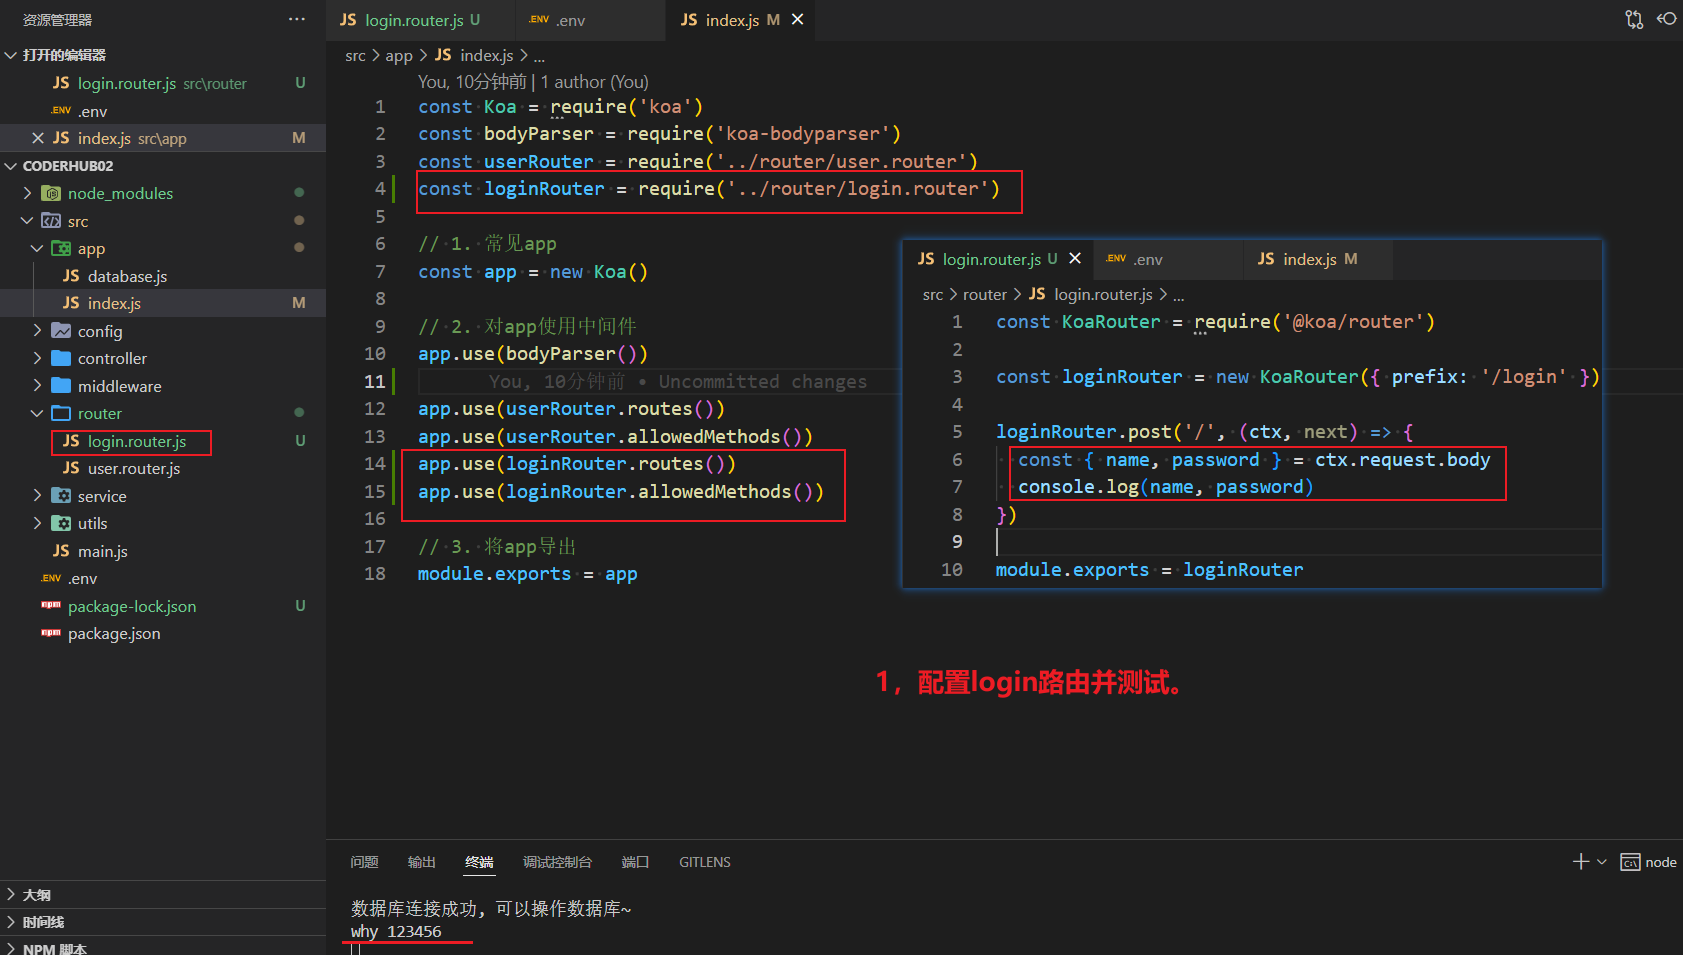 资源管理器 ···
打开的编辑器
JS login.router.js src\router U
.ENV .env
JS index.js src\app M
CODERHUB02
node_modules
src
app
JS database.js
JS index.js M
config
controller
middleware
router
JS login.router.js U
JS user.router.js
service
utils
JS main.js
.ENV .env
npm package-lock.json U
npm package.json
大纲
时间线
NPM 脚本
JS login.router.js U
.ENV .env
JS index.js M
src > app > JS index.js > ...
You, 10分钟前 | 1 author (You)
1 const Koa = require('koa')
2 const bodyParser = require('koa-bodyparser')
3 const userRouter = require('../router/user.router')
4 const loginRouter = require('../router/login.router')
5
6 // 1. 常见app
7 const app = new Koa()
8
9 // 2. 对app使用中间件
10 app.use(bodyParser())
11 You, 10分钟前 • Uncommitted changes
12 app.use(userRouter.routes())
13 app.use(userRouter.allowedMethods())
14 app.use(loginRouter.routes())
15 app.use(loginRouter.allowedMethods())
16
17 // 3. 将app导出
18 module.exports = app
JS login.router.js U
.ENV .env
JS index.js M
src > router > JS login.router.js > ...
1 const KoaRouter = require('@koa/router')
2
3 const loginRouter = new KoaRouter({ prefix: '/login' })
4
5 loginRouter.post('/', (ctx, next) => {
6 const { name, password } = ctx.request.body
7 console.log(name, password)
8 })
9
10 module.exports = loginRouter
1，配置login路由并测试。
问题 输出 终端 调试控制台 端口 GITLENS
node
数据库连接成功, 可以操作数据库~
why 123456